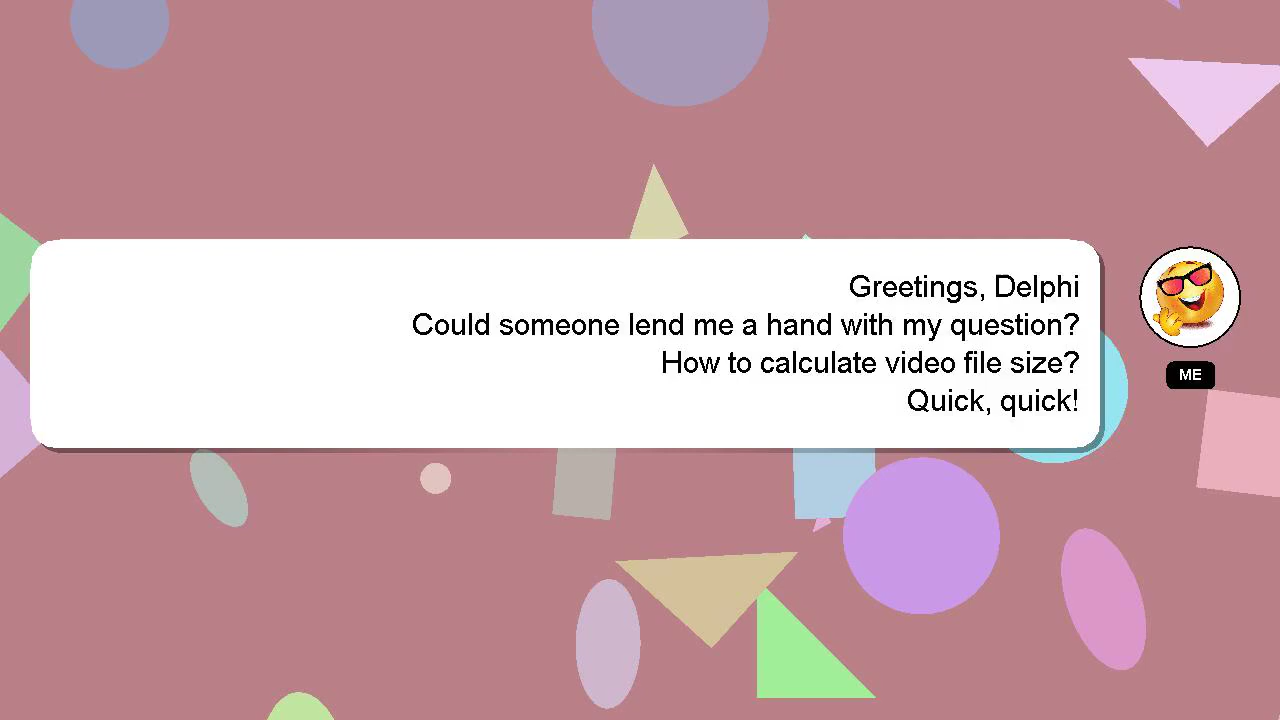 Greetings, Delphi
Could someone lend me a hand with my question?
How to calculate video file size?
Quick, quick!
ME